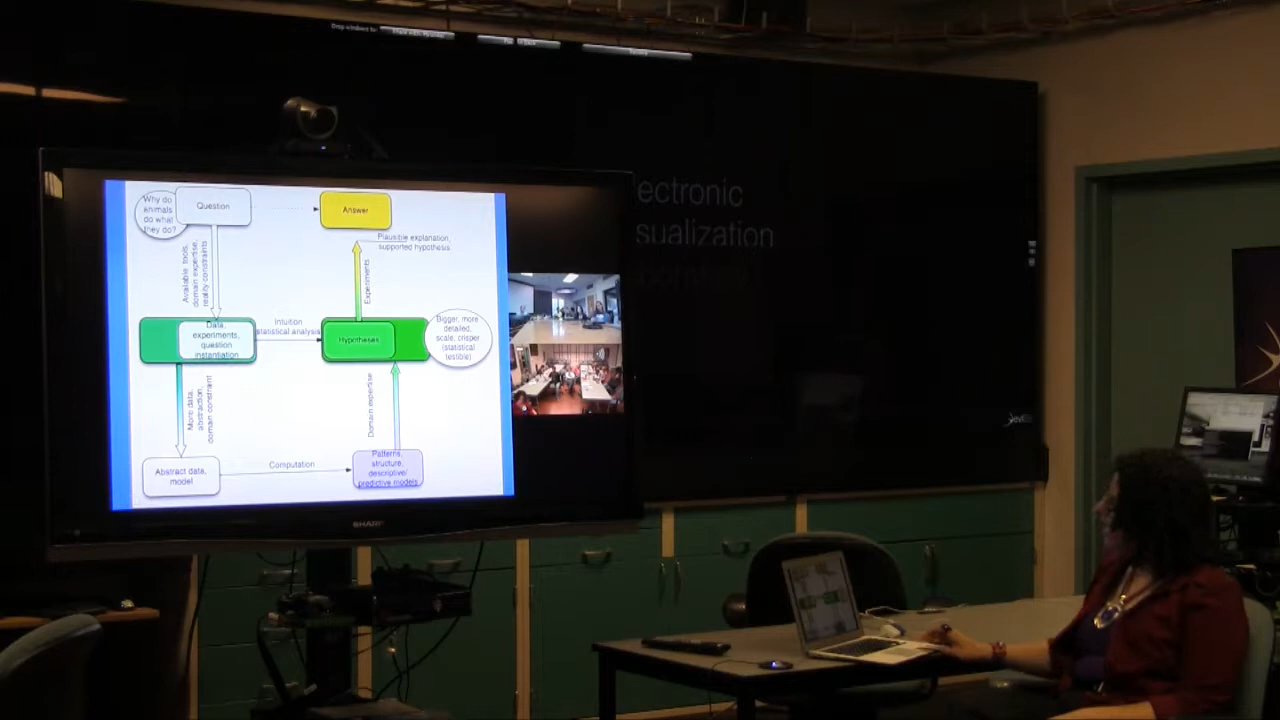 Why do
animals
do what
they do?
Question
Answer
Plausible explanation,
supported hypothesis
Available tools,
domain expertise,
reality constraints
Experiments
Data,
experiments,
question
instantiation
Intuition
statistical analysis
Hypotheses
Bigger, more
detailed,
scale, crisper
(statistical
testible)
More data,
abstraction,
domain constraint
Domain expertise
Abstract data,
model
Computation
Patterns,
structure,
descriptive/
predictive models
SHARP
ectronic
sualization